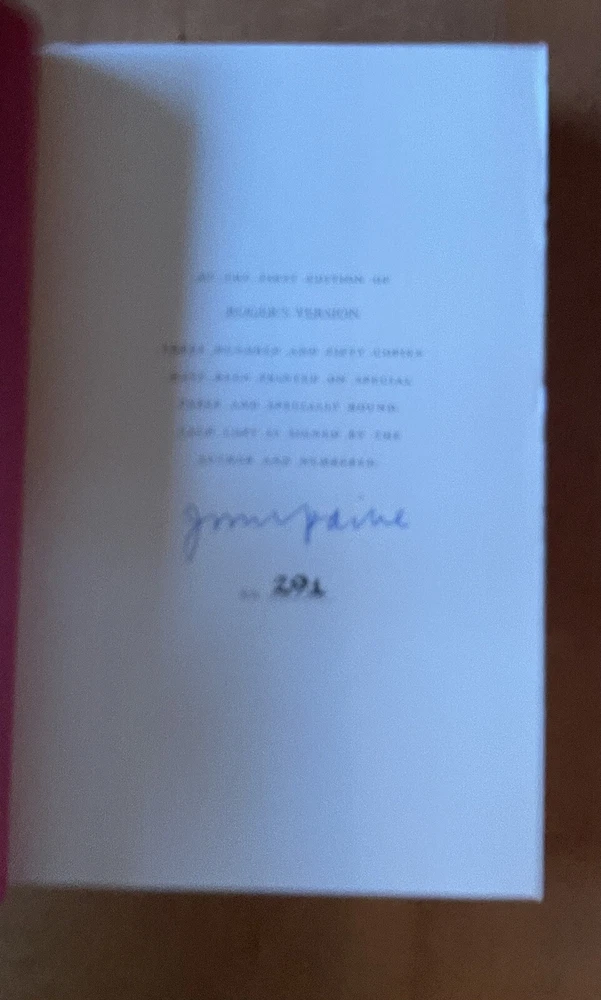 OF THE FIRST EDITION OF
ROGER'S VERSION
THREE HUNDRED AND FIFTY COPIES
HAVE BEEN PRINTED ON SPECIAL
PAPER AND SPECIALLY BOUND.
EACH COPY IS SIGNED BY THE
AUTHOR AND NUMBERED.
291